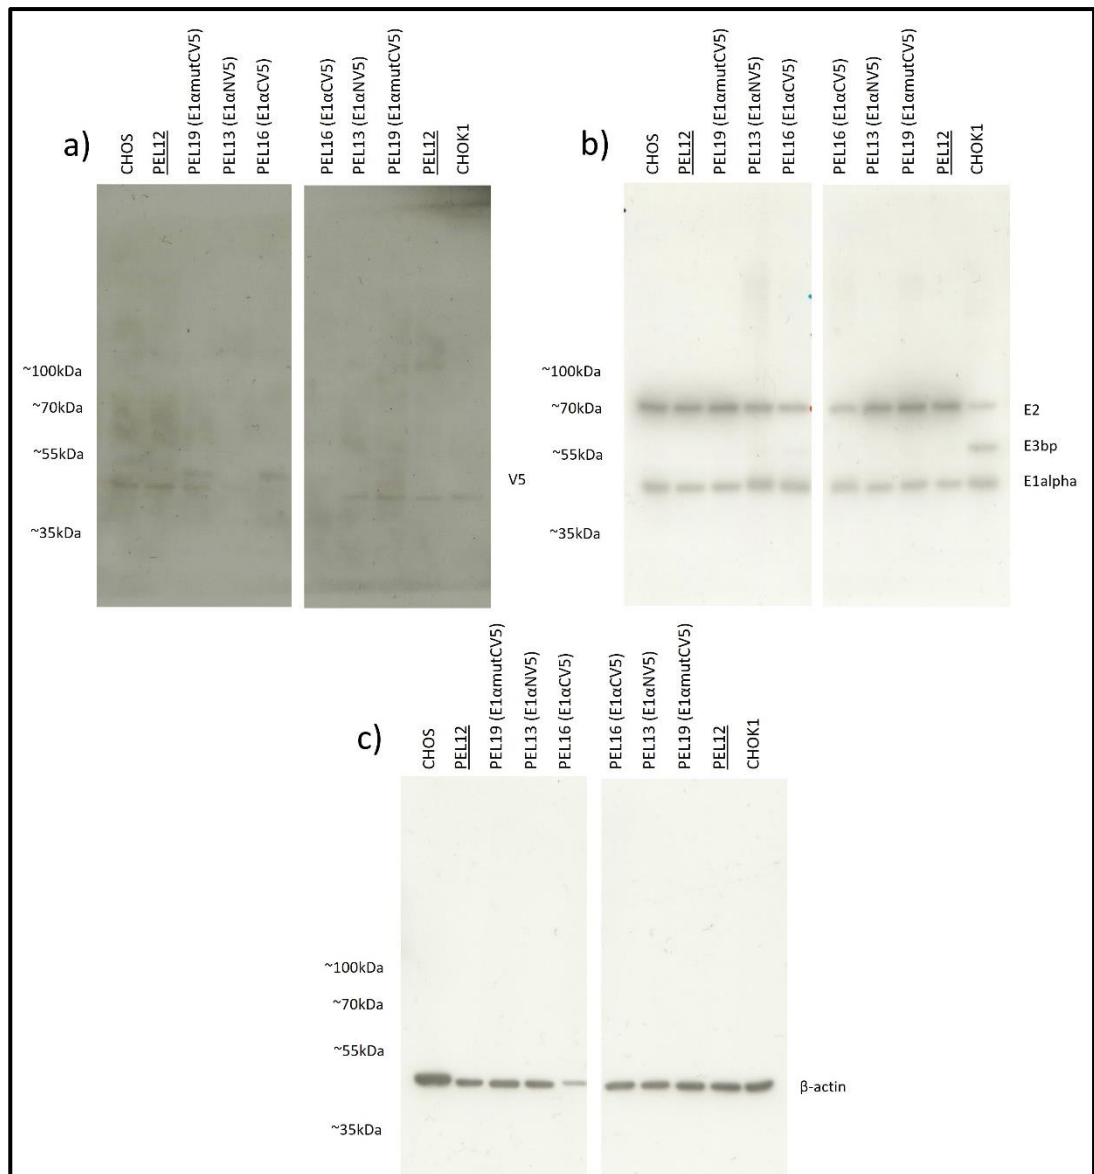 a)
CHOS
PEL12
PEL19 (E1αmutCV5)
PEL13 (E1αNV5)
PEL16 (E1αCV5)
PEL16 (E1αCV5)
PEL13 (E1αNV5)
PEL19 (E1αmutCV5)
PEL12
CHOK1
~100kDa
~70kDa
~55kDa
~35kDa
V5
b)
CHOS
PEL12
PEL19 (E1αmutCV5)
PEL13 (E1αNV5)
PEL16 (E1αCV5)
PEL16 (E1αCV5)
PEL13 (E1αNV5)
PEL19 (E1αmutCV5)
PEL12
CHOK1
~100kDa
~70kDa
~55kDa
~35kDa
E2
E3bp
E1alpha
c)
CHOS
PEL12
PEL19 (E1αmutCV5)
PEL13 (E1αNV5)
PEL16 (E1αCV5)
PEL16 (E1αCV5)
PEL13 (E1αNV5)
PEL19 (E1αmutCV5)
PEL12
CHOK1
~100kDa
~70kDa
~55kDa
~35kDa
β-actin